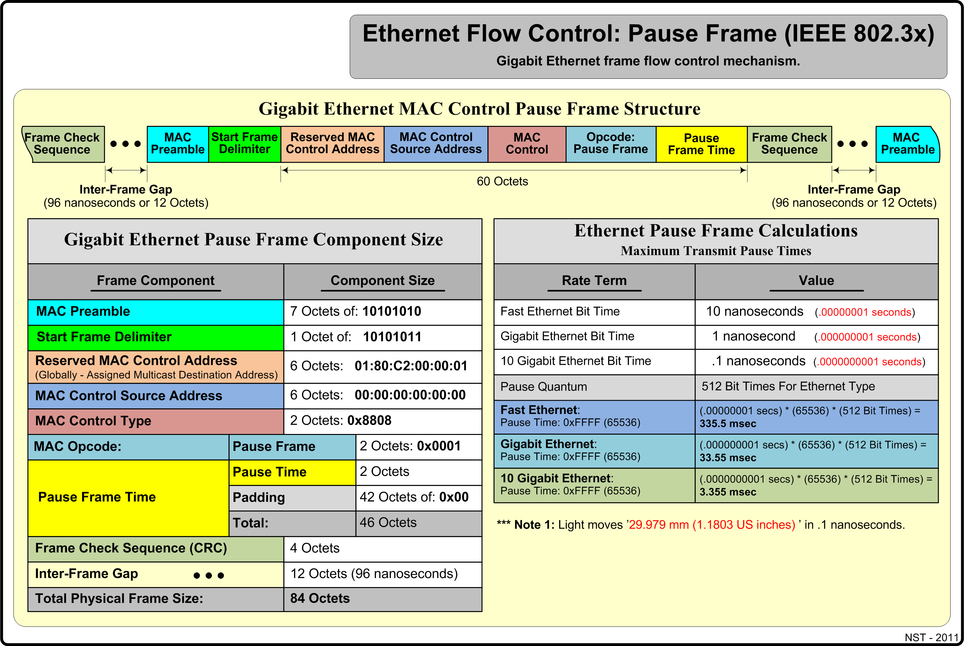 Ethernet Flow Control: Pause Frame (IEEE 802.3x)
Gigabit Ethernet frame flow control mechanism.
Gigabit Ethernet MAC Control Pause Frame Structure
Frame Check Sequence
MAC Preamble
Start Frame Delimiter
Reserved MAC Control Address
MAC Control Source Address
MAC Control
Opcode: Pause Frame
Pause Frame Time
Frame Check Sequence
MAC Preamble
Inter-Frame Gap
(96 nanoseconds or 12 Octets)
60 Octets
Inter-Frame Gap
(96 nanoseconds or 12 Octets)
Gigabit Ethernet Pause Frame Component Size
Frame Component Component Size
MAC Preamble 7 Octets of: 10101010
Start Frame Delimiter 1 Octet of: 10101011
Reserved MAC Control Address
(Globally - Assigned Multicast Destination Address)
6 Octets: 01:80:C2:00:00:01
MAC Control Source Address 6 Octets: 00:00:00:00:00:00
MAC Control Type 2 Octets: 0x8808
MAC Opcode: Pause Frame 2 Octets: 0x0001
Pause Frame Time
Pause Time 2 Octets
Padding 42 Octets of: 0x00
Total: 46 Octets
Frame Check Sequence (CRC) 4 Octets
Inter-Frame Gap ● ● ● 12 Octets (96 nanoseconds)
Total Physical Frame Size: 84 Octets
Ethernet Pause Frame Calculations
Maximum Transmit Pause Times
Rate Term Value
Fast Ethernet Bit Time 10 nanoseconds (.00000001 seconds)
Gigabit Ethernet Bit Time 1 nanosecond (.000000001 seconds)
10 Gigabit Ethernet Bit Time .1 nanoseconds (.0000000001 seconds)
Pause Quantum 512 Bit Times For Ethernet Type
Fast Ethernet:
Pause Time: 0xFFFF (65536)
(.00000001 secs) * (65536) * (512 Bit Times) =
335.5 msec
Gigabit Ethernet:
Pause Time: 0xFFFF (65536)
(.000000001 secs) * (65536) * (512 Bit Times) =
33.55 msec
10 Gigabit Ethernet:
Pause Time: 0xFFFF (65536)
(.0000000001 secs) * (65536) * (512 Bit Times) =
3.355 msec
*** Note 1: Light moves '29.979 mm (1.1803 US inches) ' in .1 nanoseconds.
NST - 2011